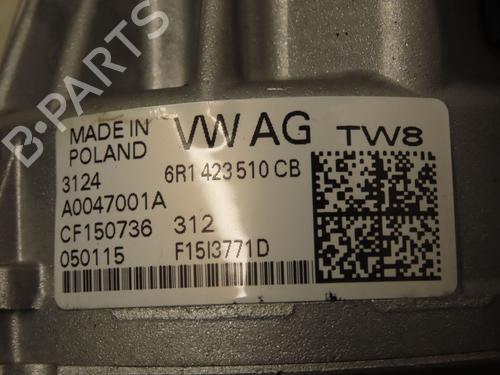 B-PARTS
MADE IN POLAND VW AG TW8
3124 6R1 423 510 CB
A0047001A
CF150736 312
050115 F15I3771D